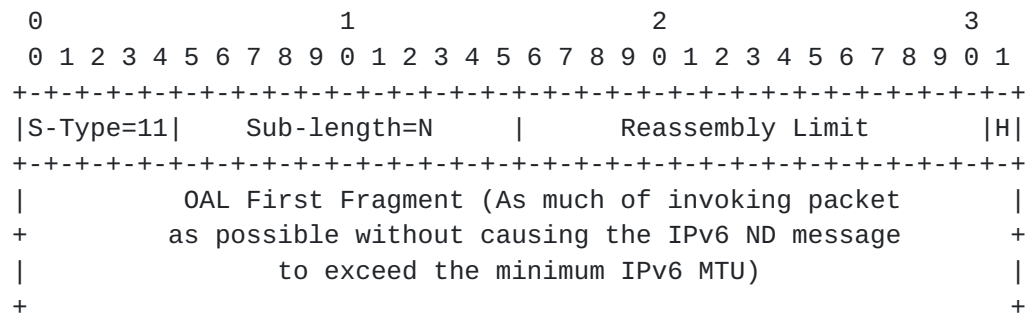 0                   1                   2                   3
0 1 2 3 4 5 6 7 8 9 0 1 2 3 4 5 6 7 8 9 0 1 2 3 4 5 6 7 8 9 0 1
+-+-+-+-+-+-+-+-+-+-+-+-+-+-+-+-+-+-+-+-+-+-+-+-+-+-+-+-+-+-+-+-+
|S-Type=11|    Sub-length=N     |      Reassembly Limit       |H|
+-+-+-+-+-+-+-+-+-+-+-+-+-+-+-+-+-+-+-+-+-+-+-+-+-+-+-+-+-+-+-+-+
|          OAL First Fragment (As much of invoking packet       |
+         as possible without causing the IPv6 ND message       +
|                to exceed the minimum IPv6 MTU)                |
+                                                               +